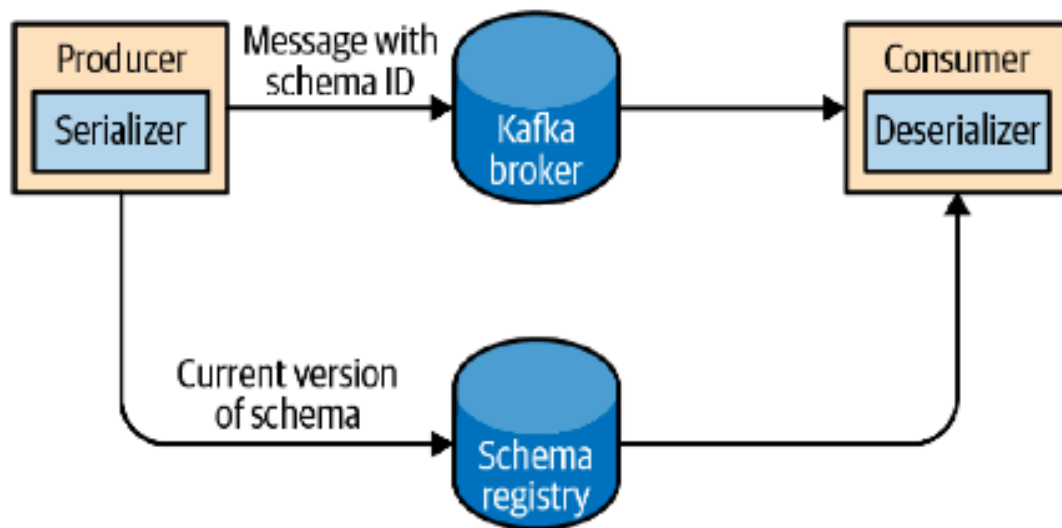 Producer
Serializer
Message with
schema ID
Kafka
broker
Consumer
Deserializer
Current version
of schema
Schema
registry